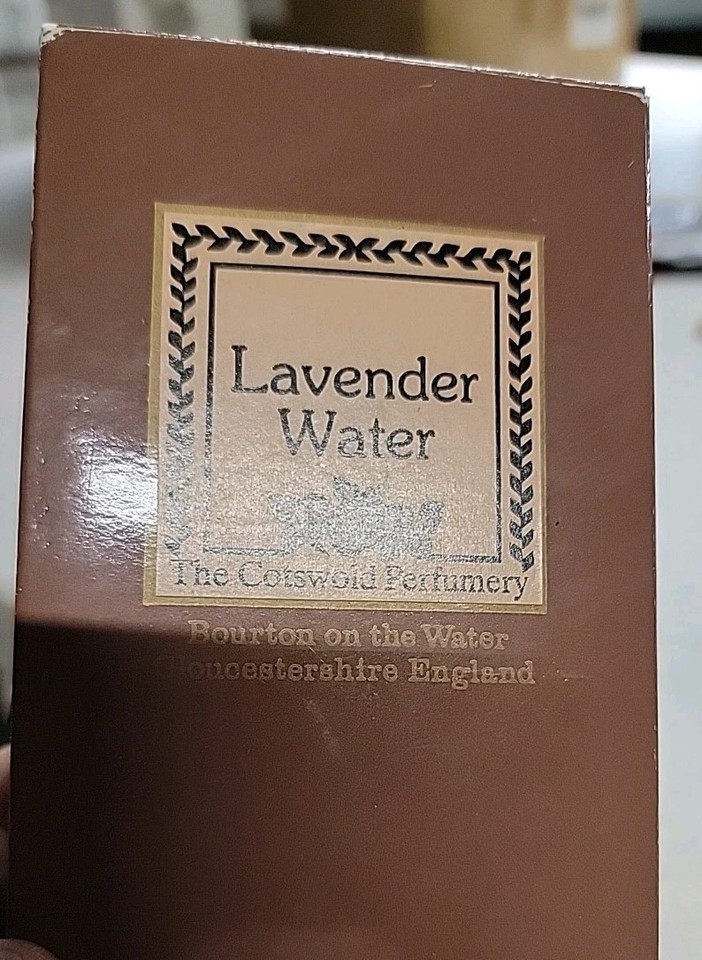 Lavender
Water
The Cotswold Perfumery
Bourton on the Water
Gloucestershire England